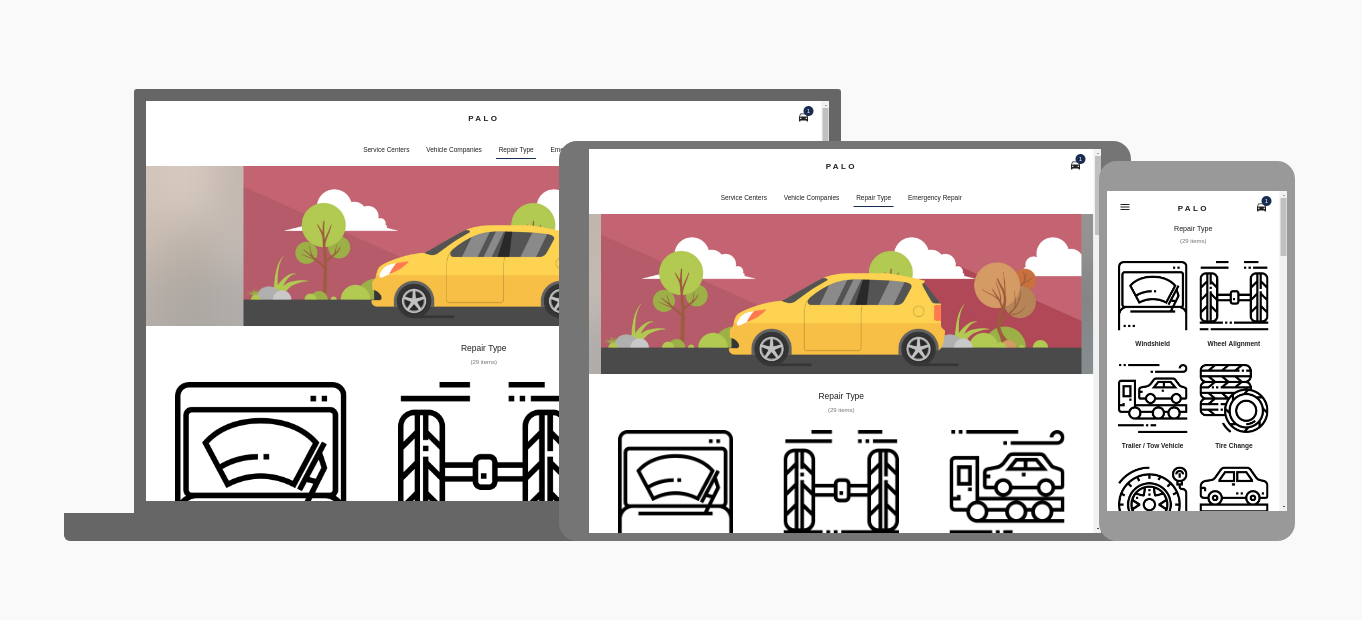 PALO
1
Service Centers Vehicle Companies Repair Type Eme
Repair Type
(29 items)
PALO
1
Service Centers Vehicle Companies Repair Type Emergency Repair
Repair Type
(29 items)
PALO
1
Repair Type
(29 items)
Windshield Wheel Alignment
Trailer / Tow Vehicle Tire Change